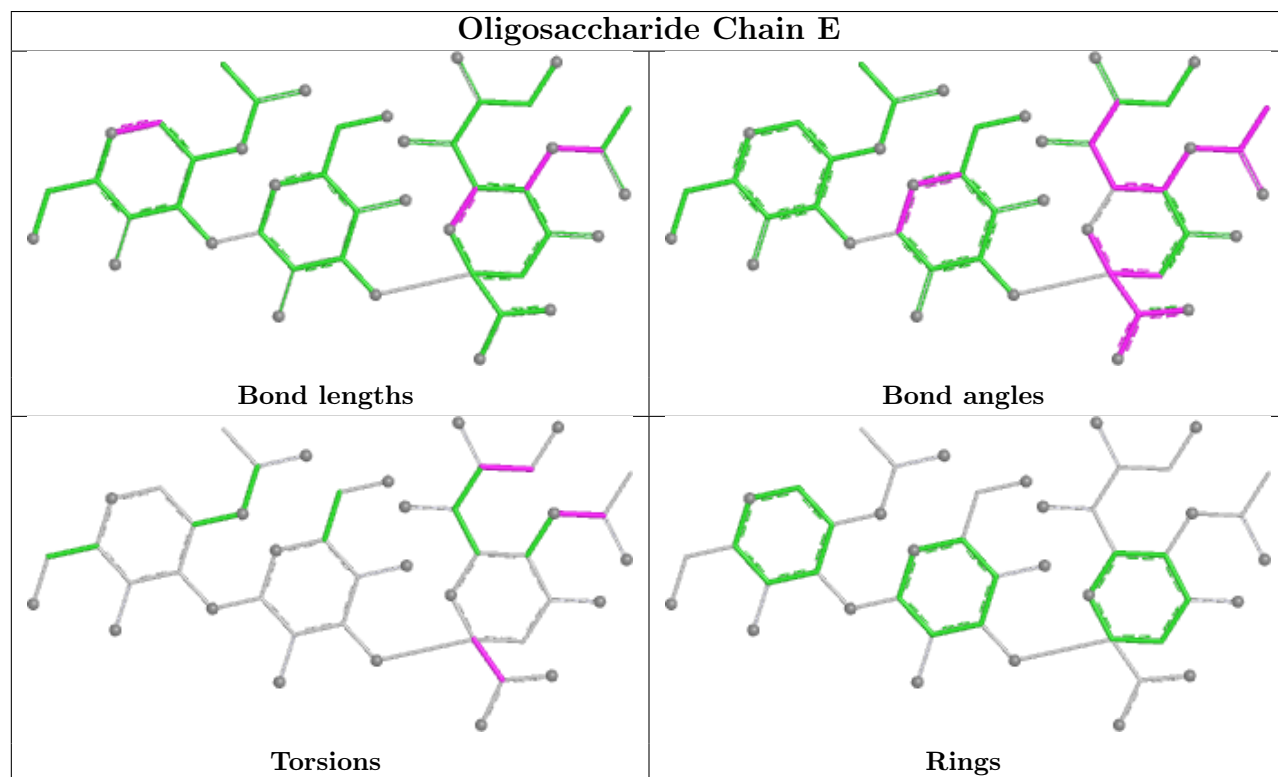 Oligosaccharide Chain E
Bond lengths
Bond angles
Torsions
Rings